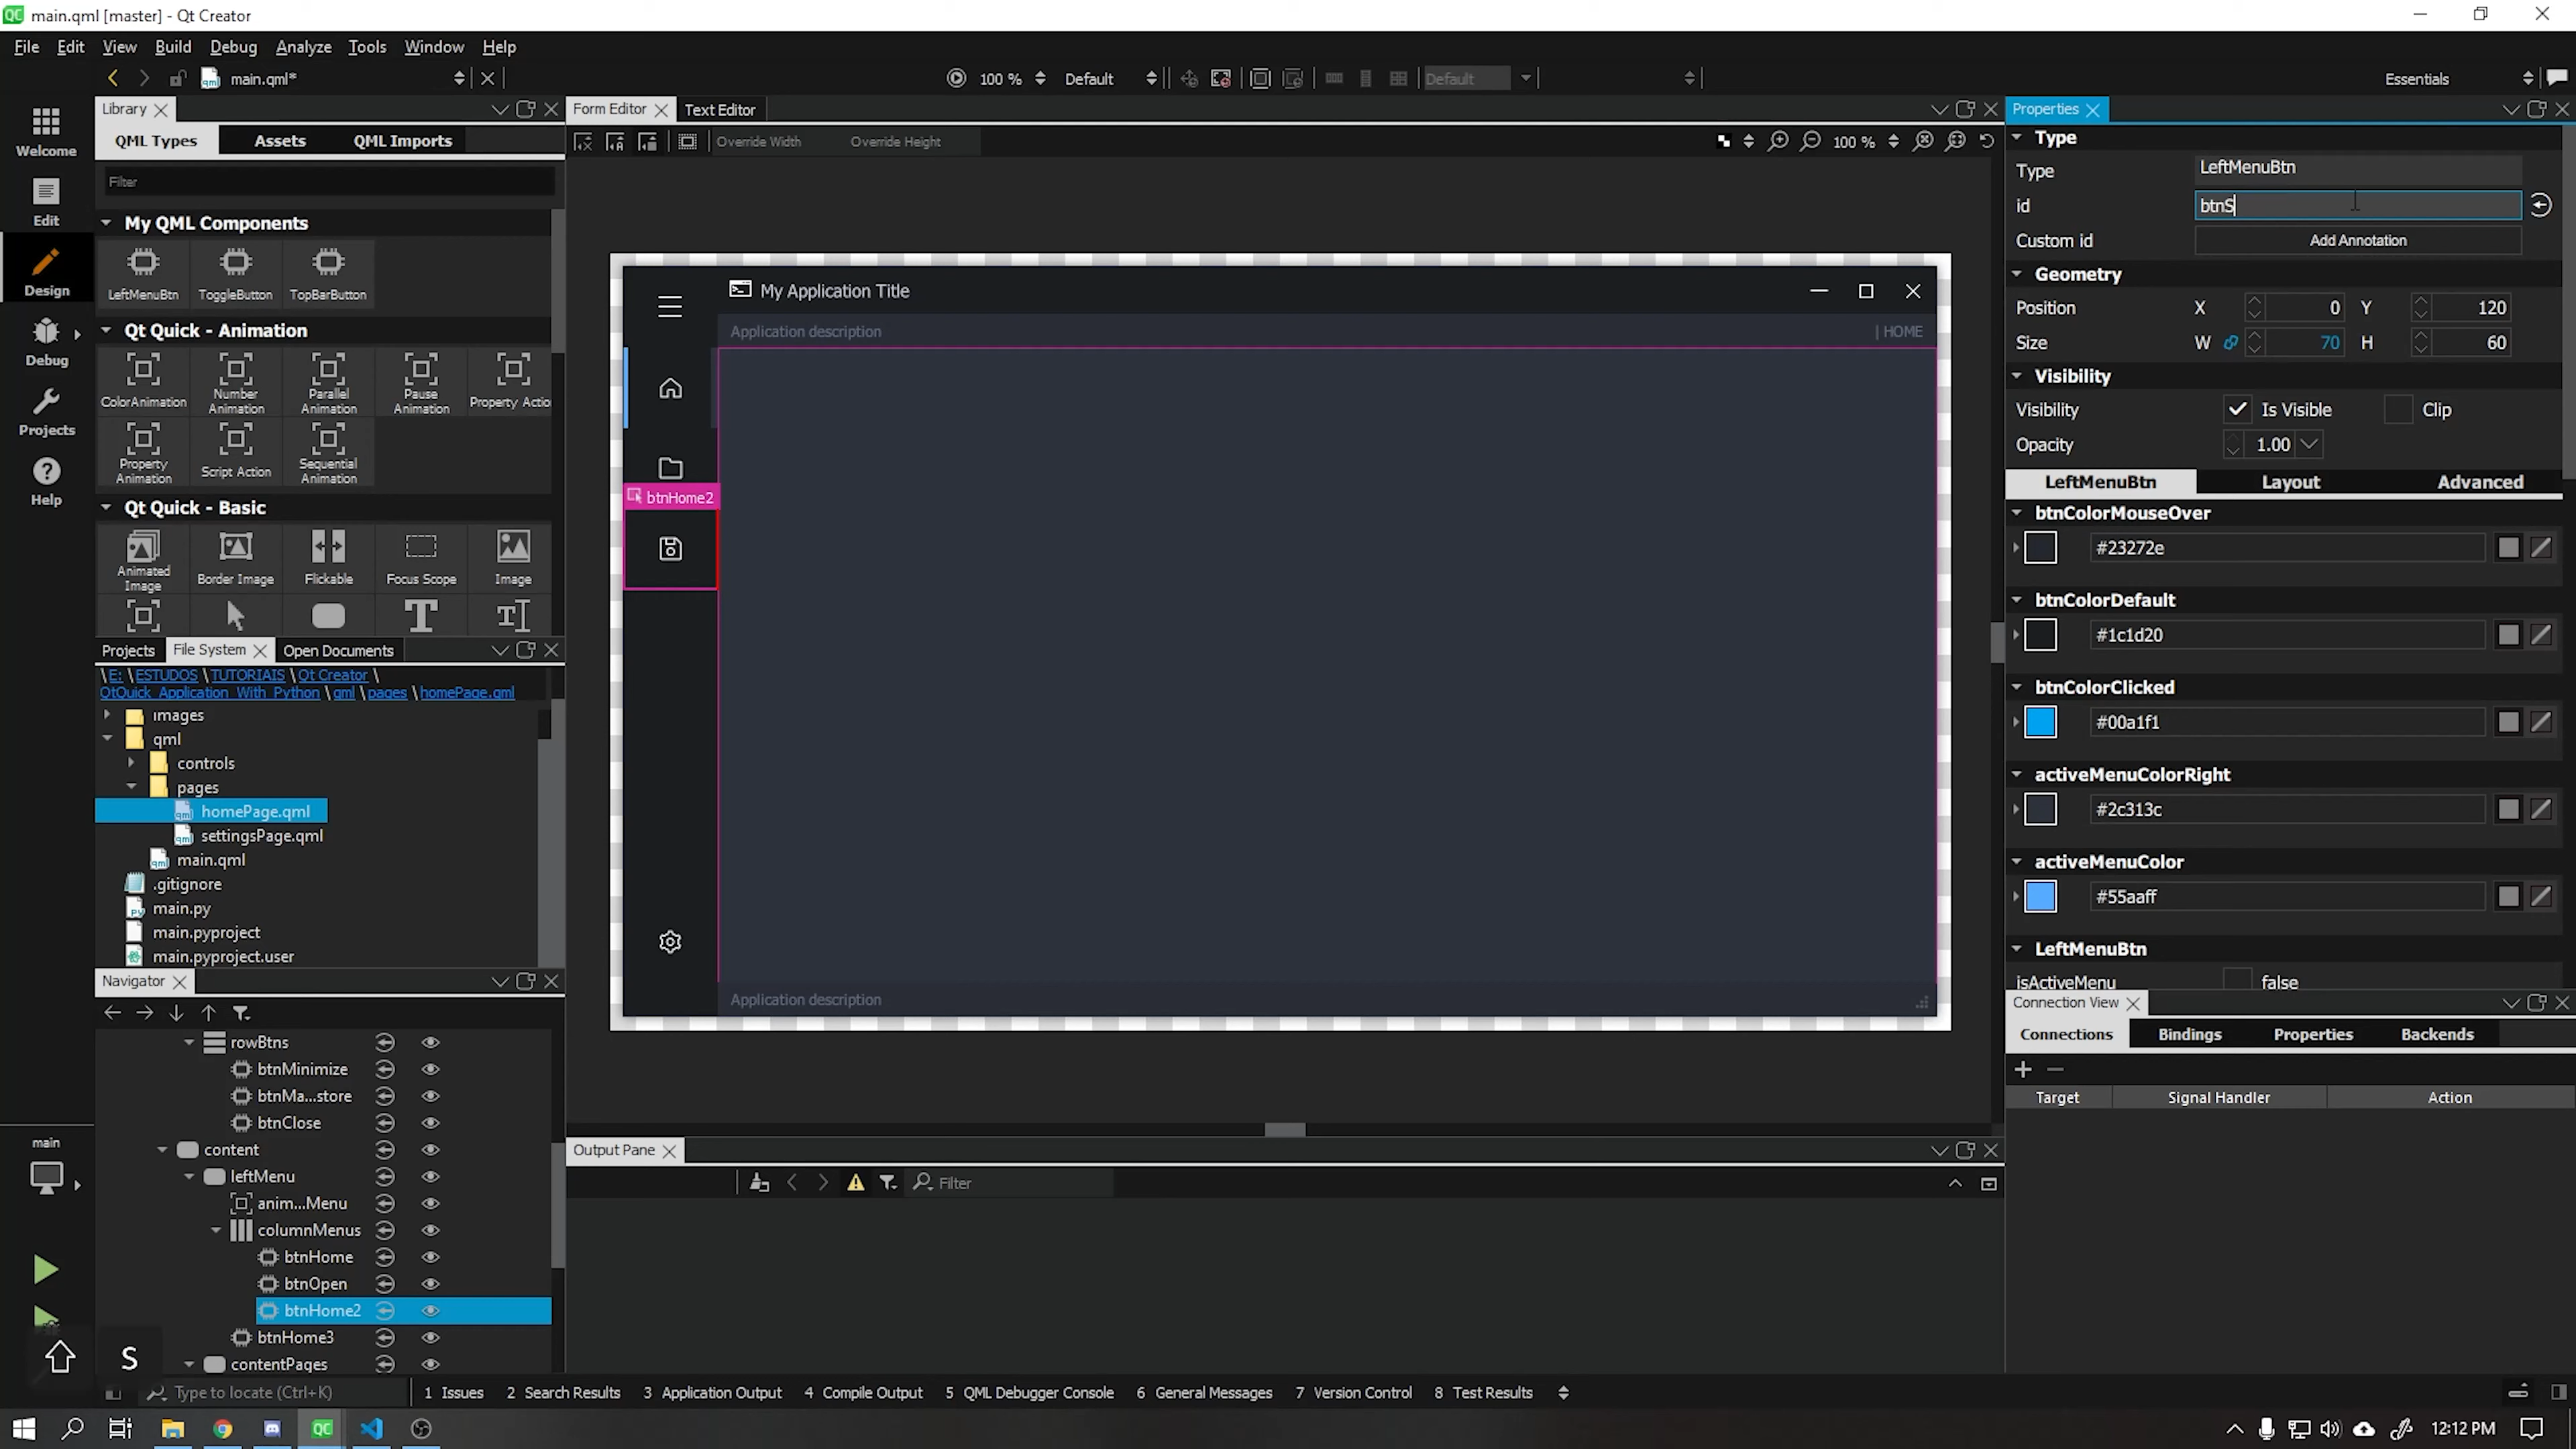 main.qml [master] - Qt Creator
File Edit View Build Debug Analyze Tools Window Help
main.qml* 100 % Default Default Essentials
Library Form Editor Text Editor Properties
QML Types Assets QML Imports
Override Width Override Height 100 %
Filter
My QML Components
LeftMenuBtn ToggleButton TopBarButton
Qt Quick - Animation
ColorAnimation Number Animation Parallel Animation Pause Animation Property Actio
Property Animation Script Action Sequential Animation
Qt Quick - Basic
Animated Image Border Image Flickable Focus Scope Image
Welcome
Edit
Design
Debug
Projects
Help
Projects File System Open Documents
\E: \ESTUDOS \TUTORIAIS \Qt Creator \
QtQuick_Application_With_Python \qml \pages \homePage.qml
images
qml
controls
pages
homePage.qml
settingsPage.qml
main.qml
.gitignore
main.py
main.pyproject
main.pyproject.user
Navigator
rowBtns
btnMinimize
btnMa...store
btnClose
content
leftMenu
anim...Menu
columnMenus
btnHome
btnOpen
btnHome2
btnHome3
contentPages
main
S
My Application Title
Application description | HOME
btnHome2
Application description
Output Pane
Filter
Type
Type LeftMenuBtn
id btnS
Custom id Add Annotation
Geometry
Position X 0 Y 120
Size W 70 H 60
Visibility
Visibility Is Visible Clip
Opacity 1.00
LeftMenuBtn Layout Advanced
btnColorMouseOver
#23272e
btnColorDefault
#1c1d20
btnColorClicked
#00a1f1
activeMenuColorRight
#2c313c
activeMenuColor
#55aaff
LeftMenuBtn
isActiveMenu false
Connection View
Connections Bindings Properties Backends
Target Signal Handler Action
Type to locate (Ctrl+K) 1 Issues 2 Search Results 3 Application Output 4 Compile Output 5 QML Debugger Console 6 General Messages 7 Version Control 8 Test Results
12:12 PM